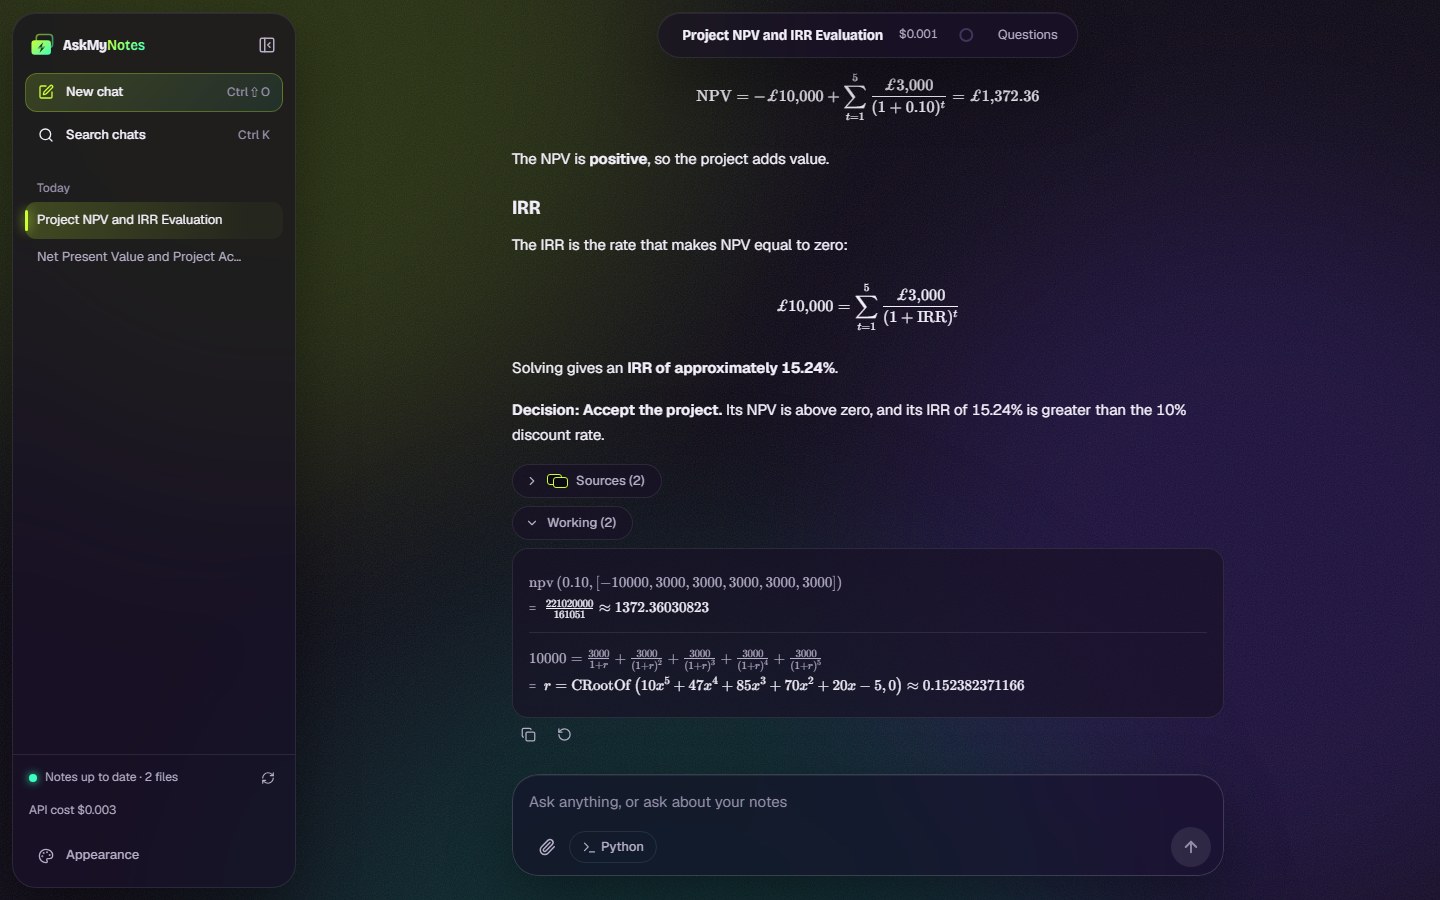 AskMyNotes
New chat Ctrl⇧O
Search chats Ctrl K
Today
Project NPV and IRR Evaluation
Net Present Value and Project Ac...
Notes up to date · 2 files
API cost $0.003
Appearance
Project NPV and IRR Evaluation $0.001 Questions
NPV = −£10,000 + ∑_{t=1}^{5} £3,000/(1 + 0.10)^t = £1,372.36
The NPV is positive, so the project adds value.
IRR
The IRR is the rate that makes NPV equal to zero:
£10,000 = ∑_{t=1}^{5} £3,000/(1 + IRR)^t
Solving gives an IRR of approximately 15.24%.
Decision: Accept the project. Its NPV is above zero, and its IRR of 15.24% is greater than the 10%
discount rate.
Sources (2)
Working (2)
npv (0.10, [−10000, 3000, 3000, 3000, 3000, 3000])
= 221020000/161051 ≈ 1372.36030823
10000 = 3000/(1+r) + 3000/(1+r)^2 + 3000/(1+r)^3 + 3000/(1+r)^4 + 3000/(1+r)^5
= r = CRootOf (10x^5 + 47x^4 + 85x^3 + 70x^2 + 20x − 5, 0) ≈ 0.152382371166
Ask anything, or ask about your notes
>_ Python